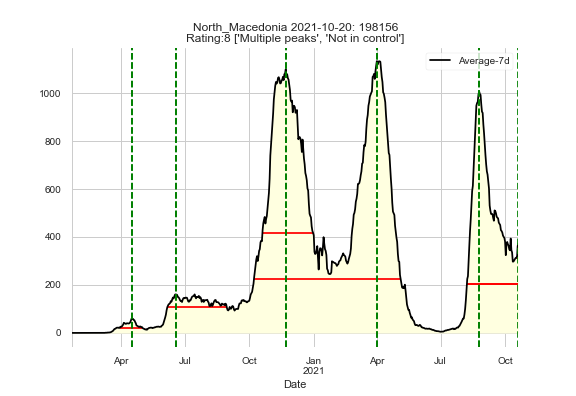 North_Macedonia 2021-10-20: 198156
Rating:8 ['Multiple peaks', 'Not in control']
Average-7d
1000
800
600
400
200
0
Apr
Jul
Oct
Jan
2021
Apr
Jul
Oct
Date